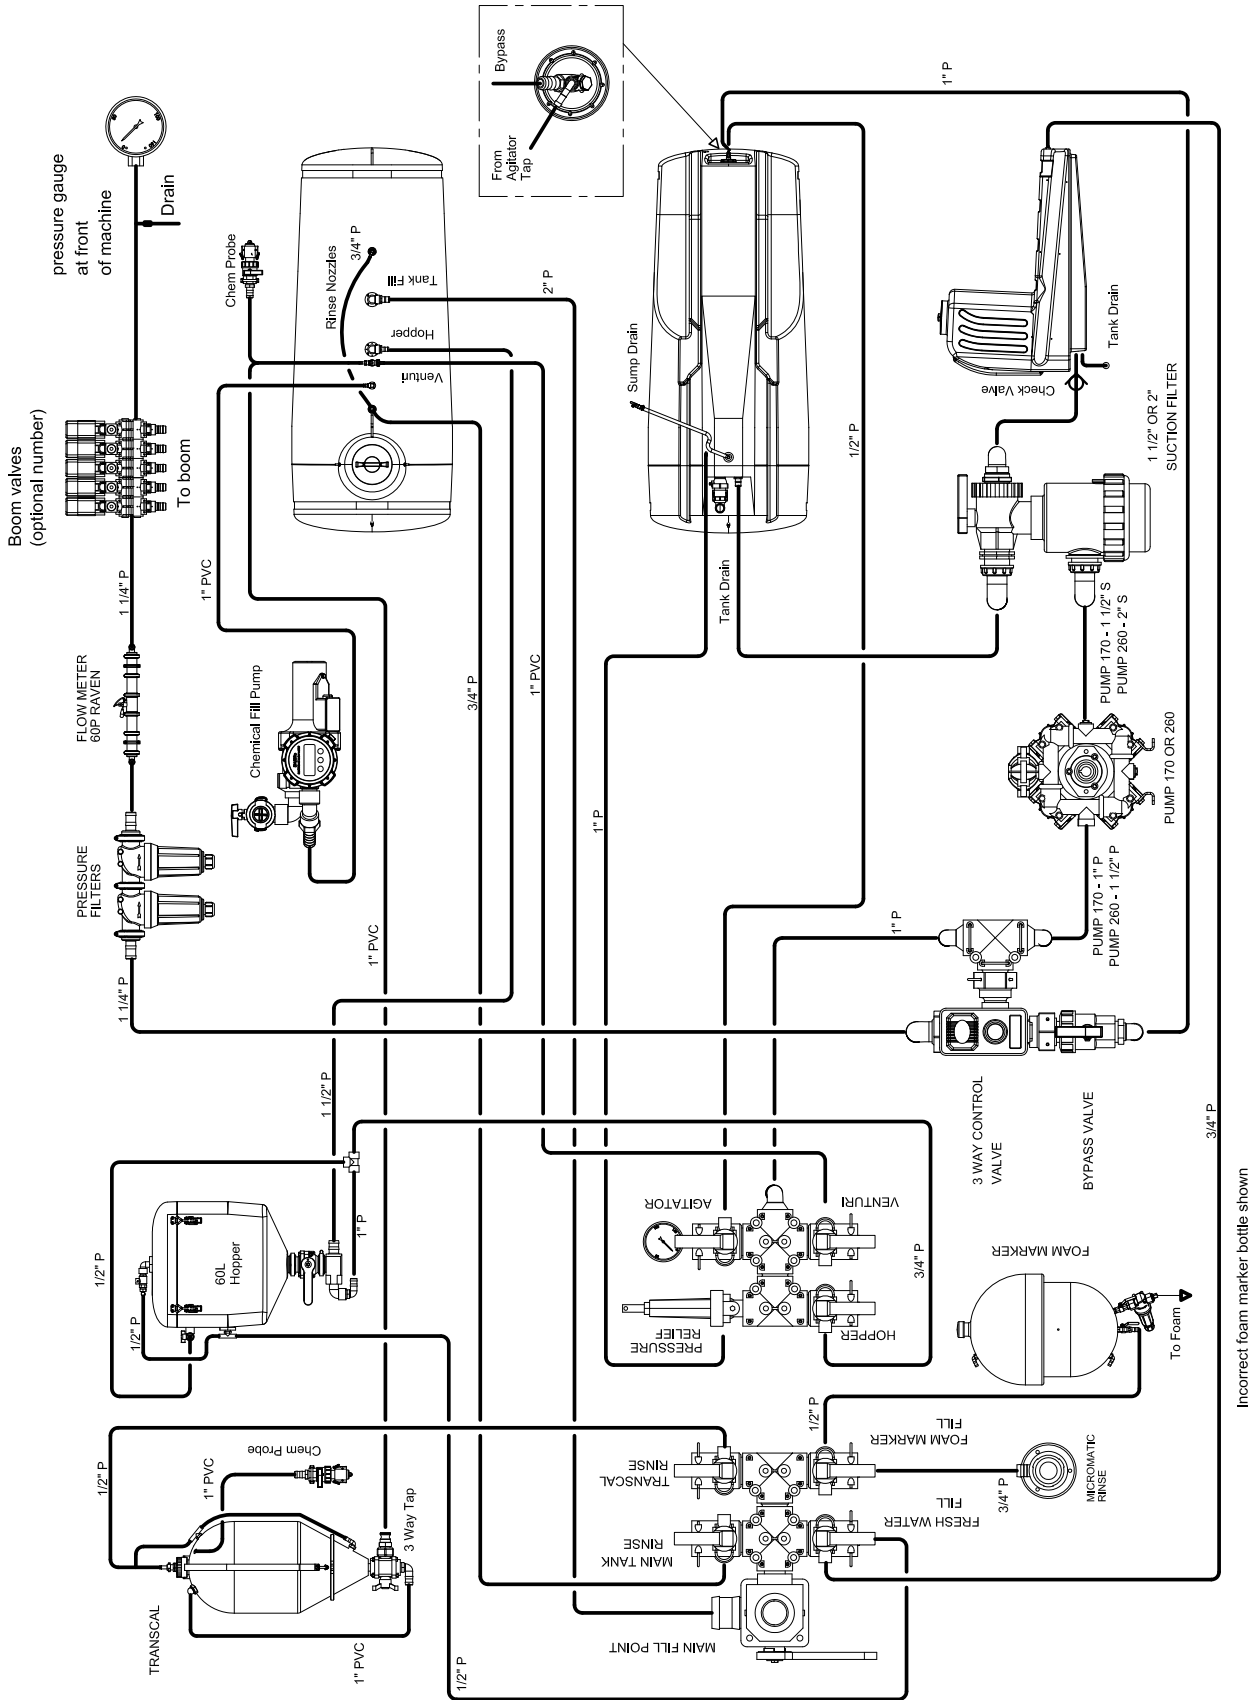 Boom valves
(optional number)
pressure gauge
at front
of machine
Drain
To boom
1 1/4" P
FLOW METER
60P RAVEN
PRESSURE
FILTERS
1 1/4" P
Bypass
From
Agitator
Tap
Chem Probe
Rinse Nozzles
3/4" P
Tank Fill
Hopper
Venturi
2" P
1" PVC
Chemical Fill Pump
1" PVC
3/4" P
1" PVC
1" P
1" P
Sump Drain
Tank Drain
1/2" P
Check Valve
Tank Drain
1 1/2" OR 2"
SUCTION FILTER
PUMP 170 - 1 1/2" S
PUMP 260 - 2" S
PUMP 170 OR 260
PUMP 170 - 1" P
PUMP 260 - 1 1/2" P
1" P
3 WAY CONTROL
VALVE
BYPASS VALVE
3/4" P
1 1/2" P
1" P
1/2" P
1/2" P
60L
Hopper
AGITATOR
VENTURI
PRESSURE
RELIEF
HOPPER
3/4" P
FOAM MARKER
To Foam
Incorrect foam marker bottle shown
1/2" P
1" PVC
Chem Probe
3 Way Tap
TRANSCAL
1" PVC
1/2" P
TRANSCAL
RINSE
MAIN TANK
RINSE
MAIN FILL POINT
1/2" P
FOAM MARKER
FILL
FRESH WATER
FILL
3/4" P
MICROMATIC
RINSE